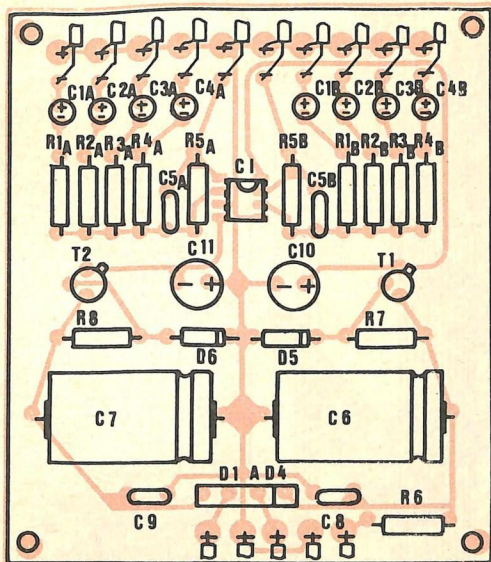 C1A C2A C3A C4A C1B C2B C3B C4B
R1A R2A R3A R4A R5A CI R5B R1B R2B R3B R4B
C5A C5B
T2 C11 C10 T1
R8 D6 D5 R7
C7 C6
D1 A D4
C9 C8 R6